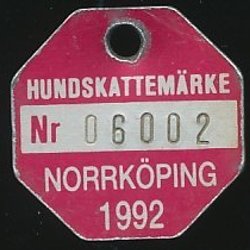 HUNDSKATTEMÄRKE
Nr 06002
NORRKÖPING
1992